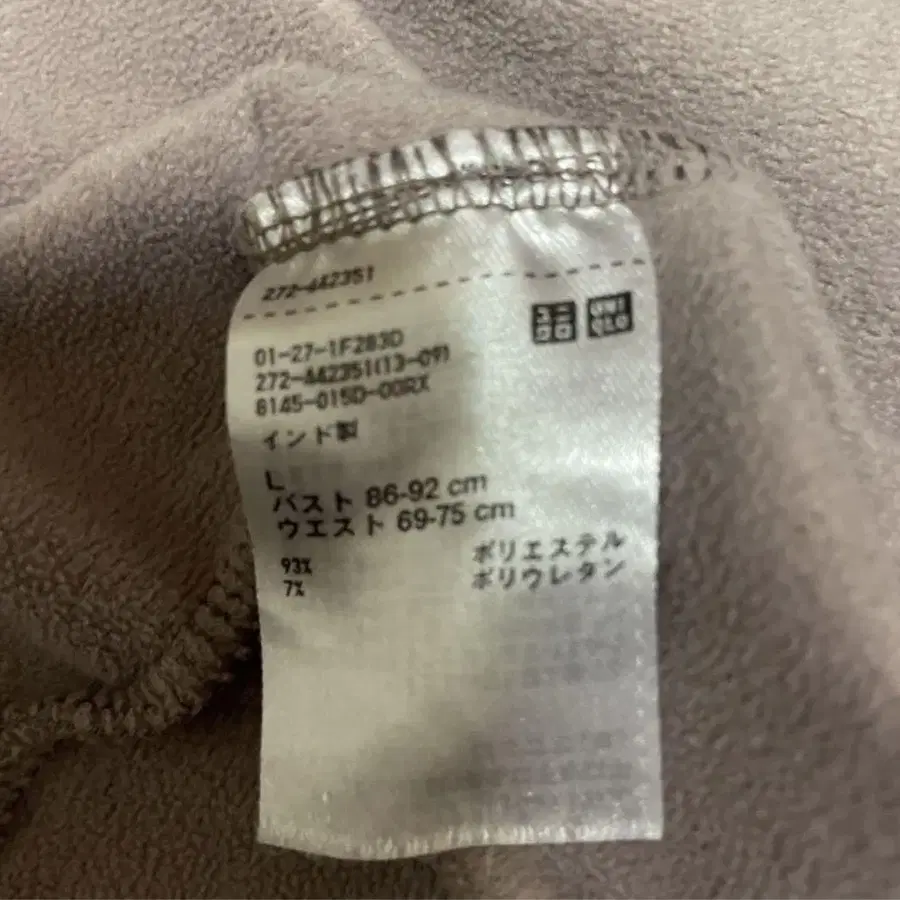 272-442351
ユニ
クロ
UNI
QLO
01-27-1F283D
272-442351(13-09)
8145-015D-00RX
インド製
L
バスト 86-92 cm
ウエスト 69-75 cm
93% ポリエステル
7% ポリウレタン